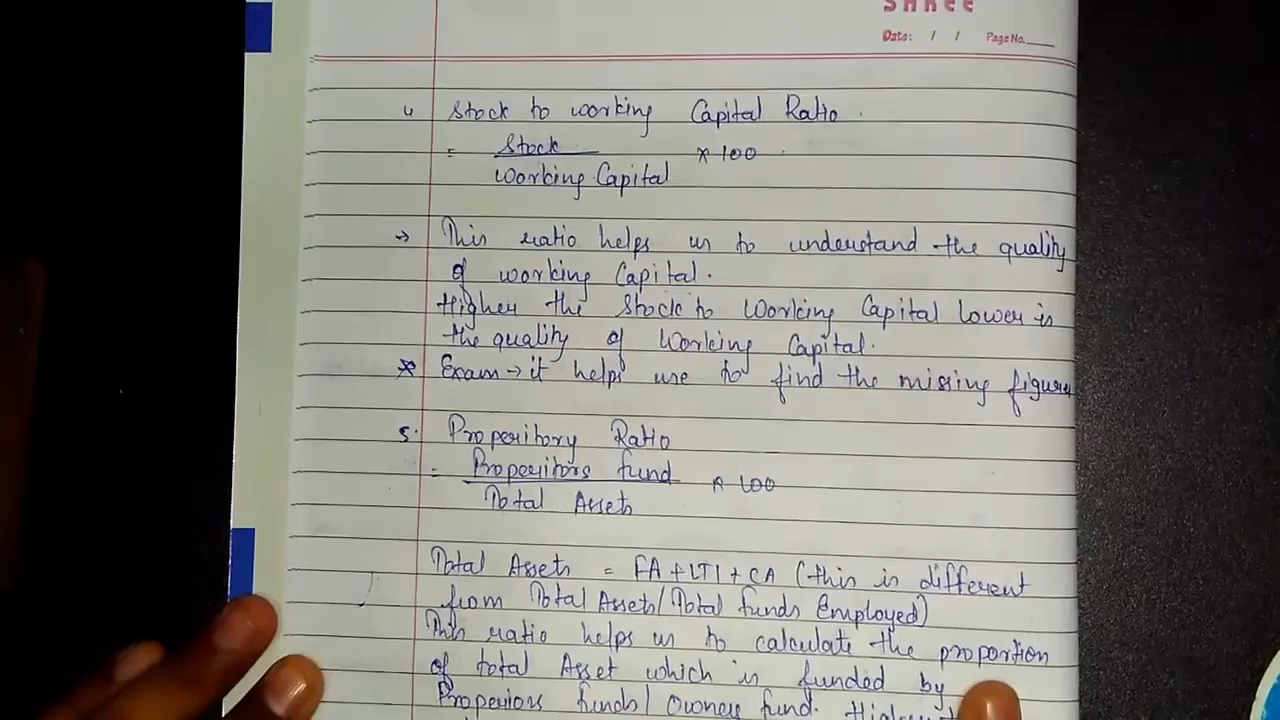 SHREE
Date: / / Page No.
4 Stock to working Capital Ratio.
= Stock × 100
Working Capital
→ This ratio helps us to understand the quality
of working Capital.
Higher the Stock to Working Capital lower is
the quality of Working Capital.
* Exam → it helps use to find the missing figures
5. Properitory Ratio
= Properitors fund × 100
Total Assets
Total Assets = FA + LTI + CA (this is different
from Total Assets/Total funds Employed)
This ratio helps us to calculate the proportion
of total Asset which is funded by
Properiors funds/ Owners fund. Higher